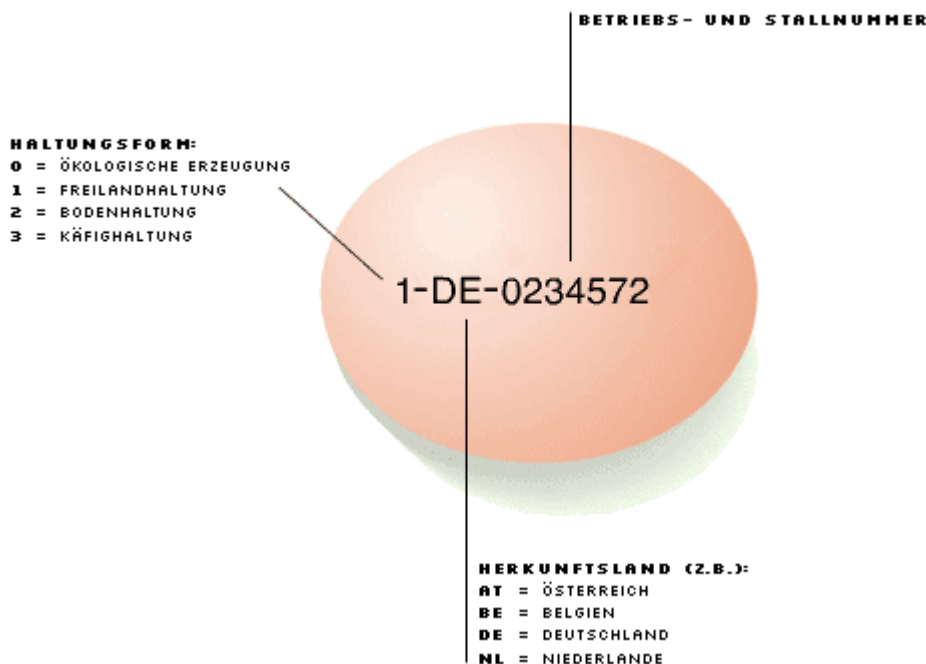 BETRIEBS- UND STALLNUMMER
HALTUNGSFORM:
0 = ÖKOLOGISCHE ERZEUGUNG
1 = FREILANDHALTUNG
2 = BODENHALTUNG
3 = KÄFIGHALTUNG
1-DE-0234572
HERKUNFTSLAND (Z.B.):
AT = ÖSTERREICH
BE = BELGIEN
DE = DEUTSCHLAND
NL = NIEDERLANDE